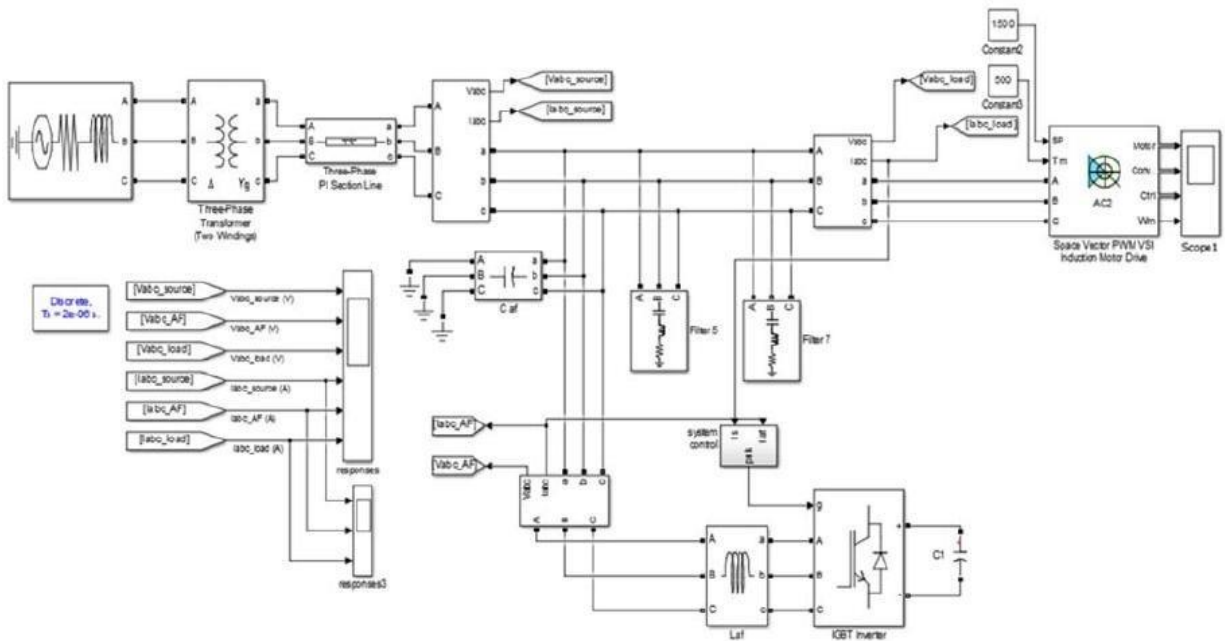 1500
Constant2
[Vabc_source]
[Vabc_load]
500
Constant3
[Iabc_source]
[Iabc_load]
A
B
C
A
B
C
a
b
c
Δ
Yg
Three-Phase
Transformer
(Two Windings)
A
B
C
a
b
c
Three-Phase
PI Section Line
A
B
C
Vabc
Iabc
a
b
c
A
B
C
Vabc
Iabc
a
b
c
SP
Tm
A
B
C
AC2
Motor
Conv.
Ctrl
Wm
Space Vector PWM VSI
Induction Motor Drive
Scope1
A
B
C
a
b
c
C af
A
B
C
Filter 5
A
B
C
Filter 7
Discrete,
Ts = 2e-06 s.
[Vabc_source]
Vabc_source (V)
[Vabc_AF]
Vabc_AF (V)
[Vabc_load]
Vabc_load (V)
[Iabc_source]
Iabc_source (A)
[Iabc_AF]
Iabc_AF (A)
[Iabc_load]
Iabc_load (A)
responses
responses3
[Iabc_AF]
[Vabc_AF]
Vabc
Iabc
a
b
c
A
B
C
system
control
Is
Iaf
A
B
C
a
b
c
Laf
g
A
B
C
+
-
IGBT Inverter
C1